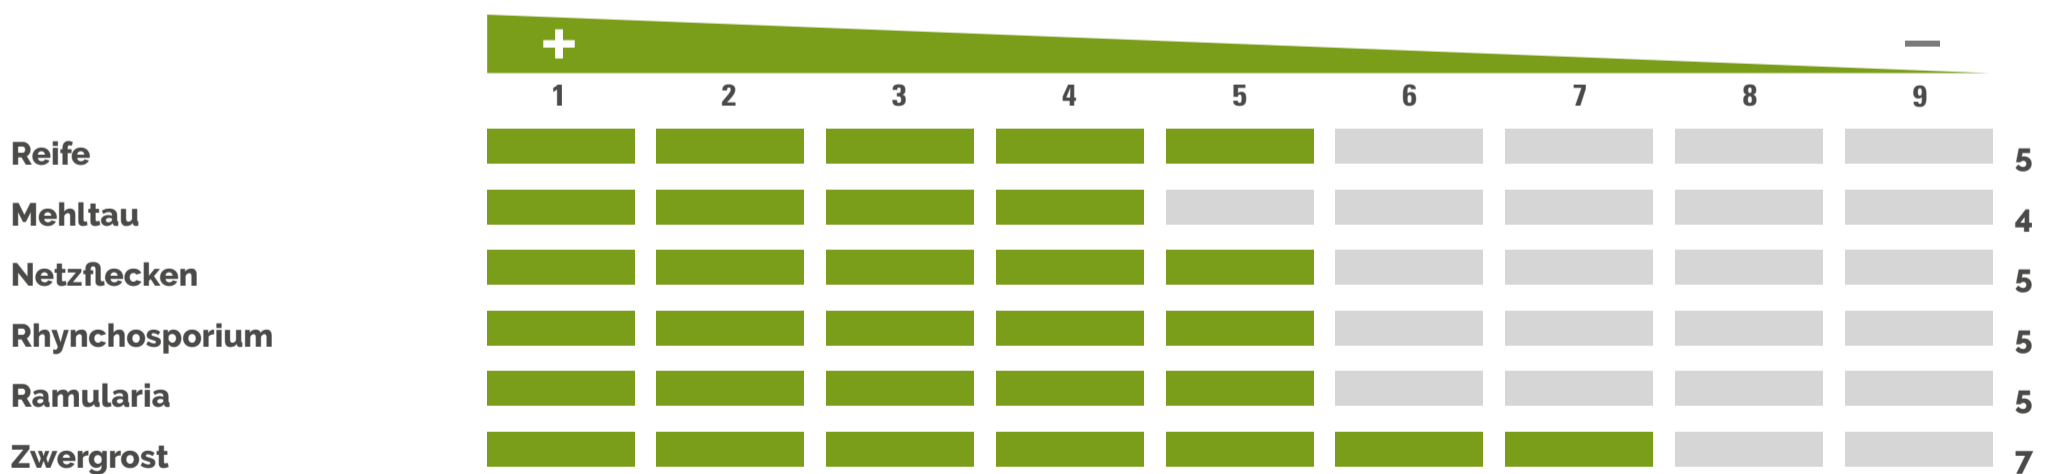 + –
1 2 3 4 5 6 7 8 9
Reife 5
Mehltau 4
Netzflecken 5
Rhynchosporium 5
Ramularia 5
Zwergrost 7